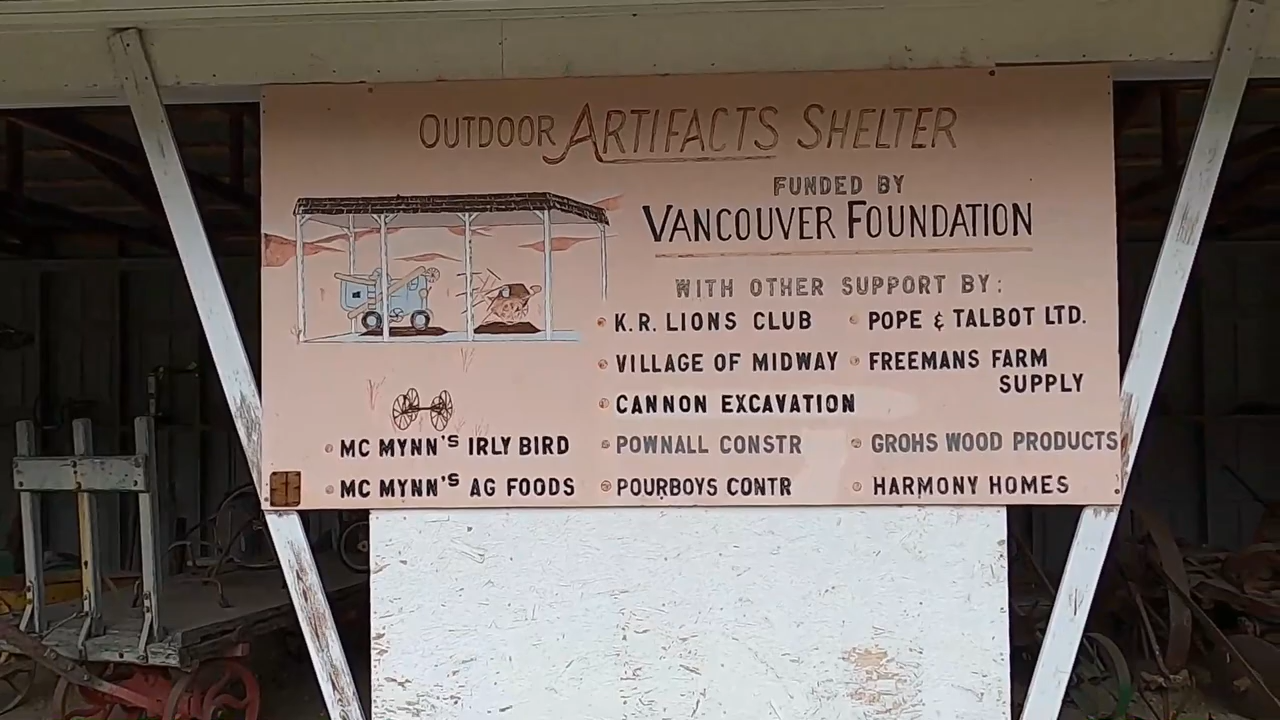 OUTDOOR ARTIFACTS SHELTER
FUNDED BY
VANCOUVER FOUNDATION
WITH OTHER SUPPORT BY:
• K.R. LIONS CLUB • POPE & TALBOT LTD.
• VILLAGE OF MIDWAY • FREEMANS FARM
SUPPLY
• CANNON EXCAVATION
• MC MYNN'S IRLY BIRD • POWNALL CONSTR • GROHS WOOD PRODUCTS
• MC MYNN'S AG FOODS • POURBOYS CONTR • HARMONY HOMES